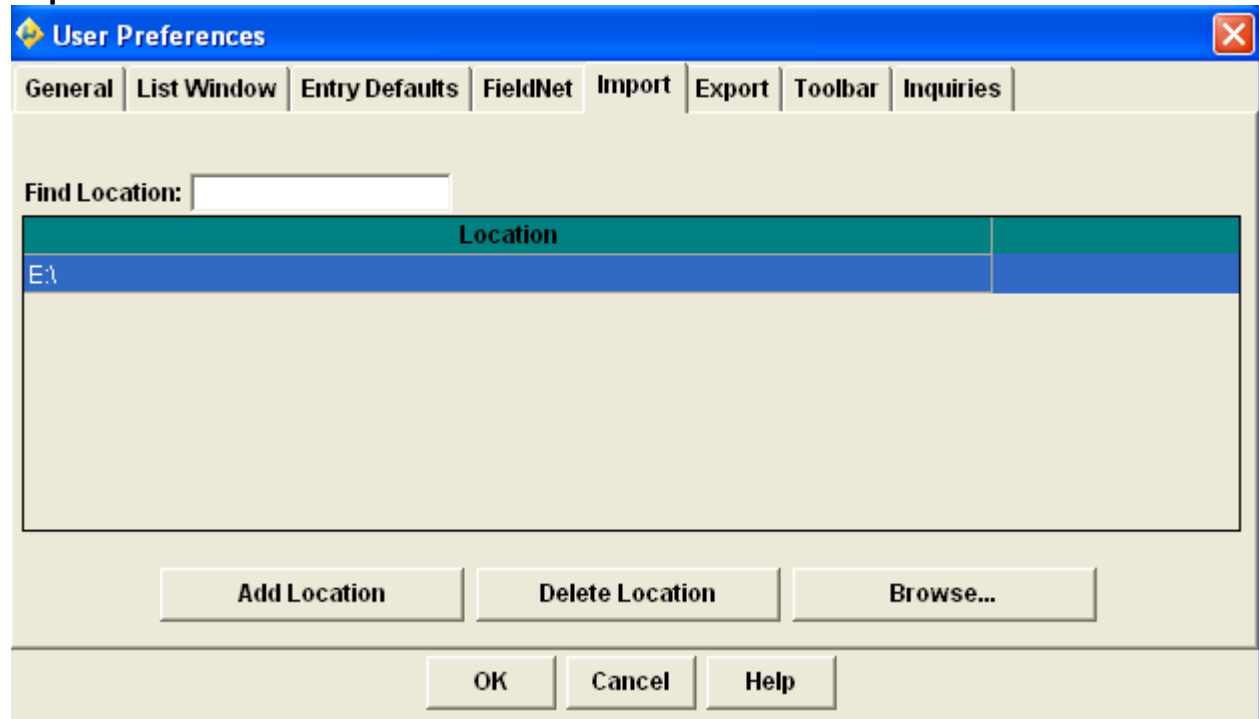 User Preferences
General List Window Entry Defaults FieldNet Import Export Toolbar Inquiries
Find Location:
Location
E:\
Add Location Delete Location Browse...
OK Cancel Help